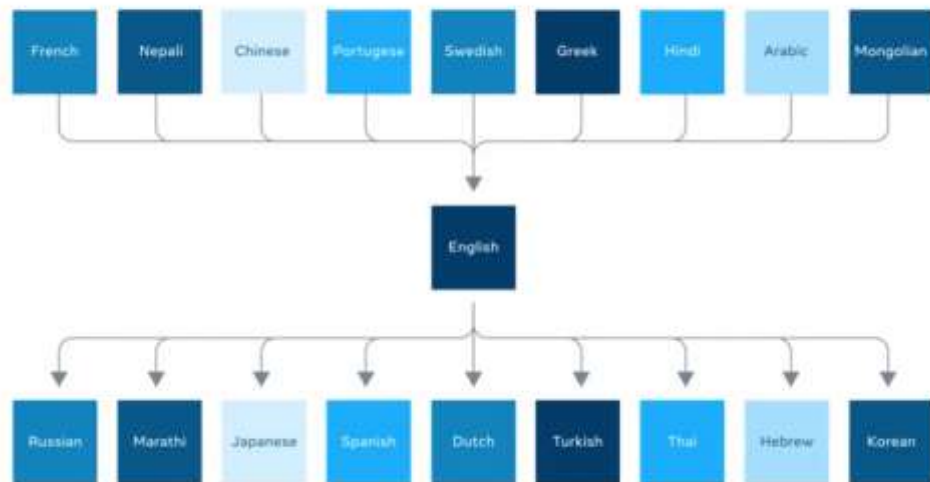 French
Nepali
Chinese
Portugese
Swedish
Greek
Hindi
Arabic
Mongolian
English
Russian
Marathi
Japanese
Spanish
Dutch
Turkish
Thai
Hebrew
Korean